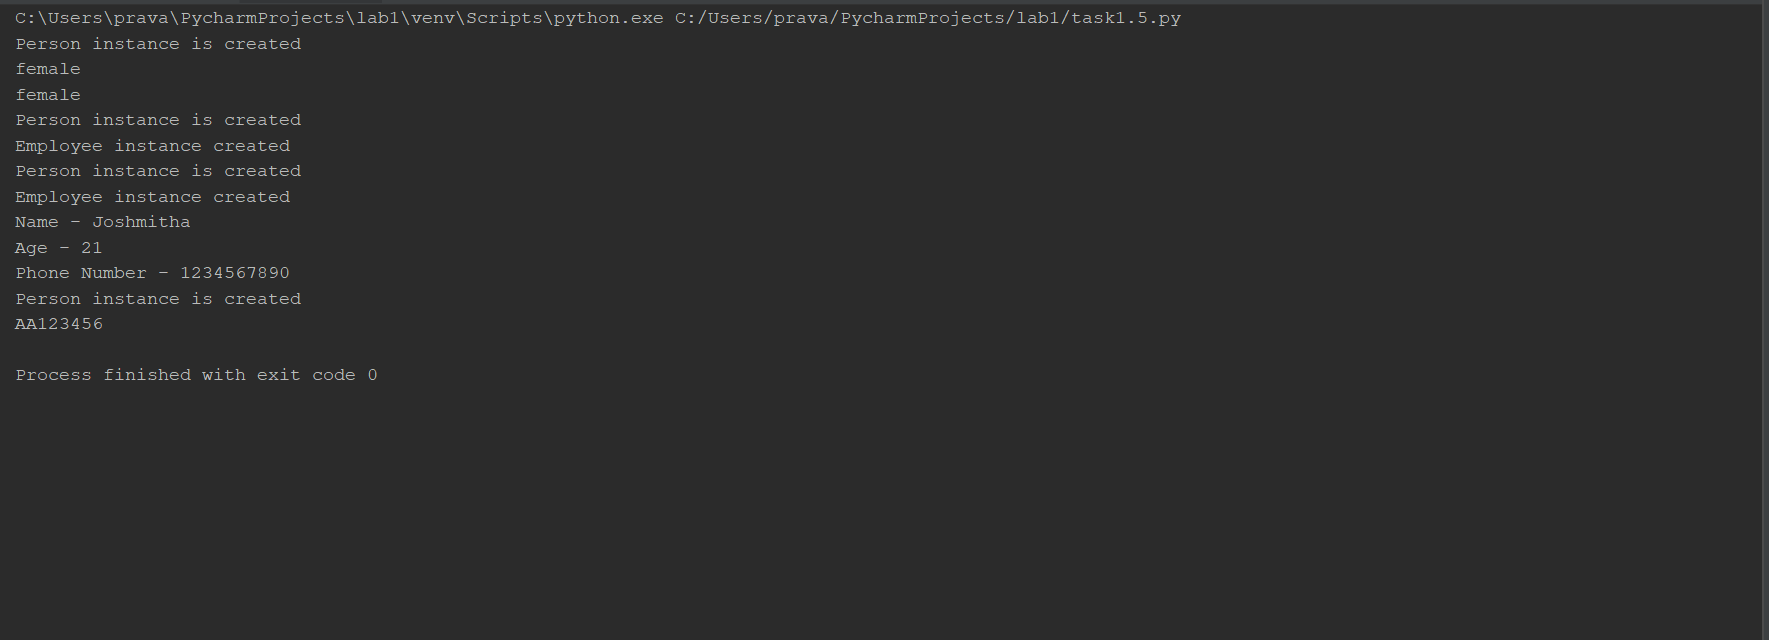 C:\Users\prava\PycharmProjects\lab1\venv\Scripts\python.exe C:/Users/prava/PycharmProjects/lab1/task1.5.py
Person instance is created
female
female
Person instance is created
Employee instance created
Person instance is created
Employee instance created
Name - Joshmitha
Age - 21
Phone Number - 1234567890
Person instance is created
AA123456

Process finished with exit code 0